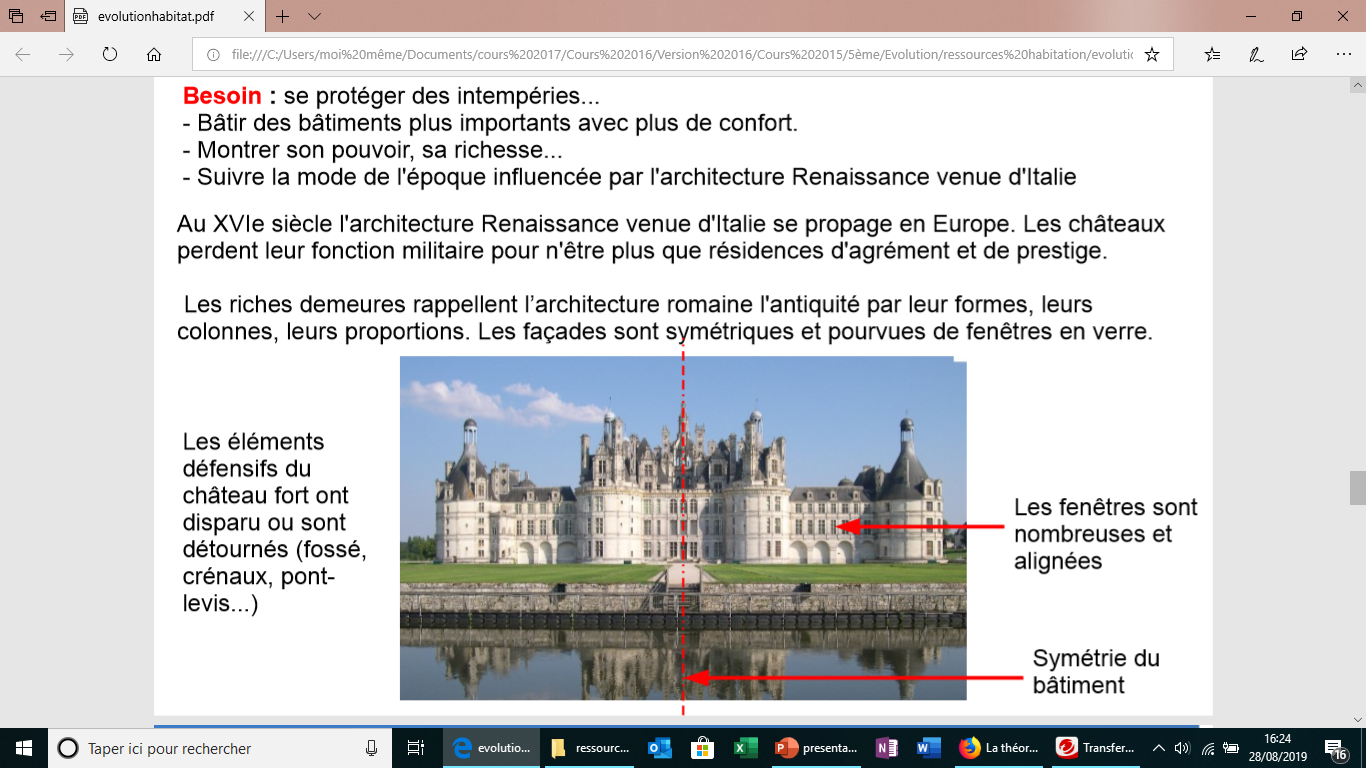 evolutionhabitat.pdf
file:///C:/Users/moi%20même/Documents/cours%202017/Cours%202016/Version%202016/Cours%202015/5ème/Evolution/ressources%20habitation/evolutio
Besoin : se protéger des intempéries...
- Bâtir des bâtiments plus importants avec plus de confort.
- Montrer son pouvoir, sa richesse...
- Suivre la mode de l'époque influencée par l'architecture Renaissance venue d'Italie
Au XVIe siècle l'architecture Renaissance venue d'Italie se propage en Europe. Les châteaux
perdent leur fonction militaire pour n'être plus que résidences d'agrément et de prestige.
Les riches demeures rappellent l’architecture romaine l'antiquité par leur formes, leurs
colonnes, leurs proportions. Les façades sont symétriques et pourvues de fenêtres en verre.
Les éléments
défensifs du
château fort ont
disparu ou sont
détournés (fossé,
crénaux, pont-
levis...)
Les fenêtres sont
nombreuses et
alignées
Symétrie du
bâtiment
Taper ici pour rechercher
evolutio...
ressourc...
presenta...
La théor...
Transfer...
16:24
28/08/2019
16